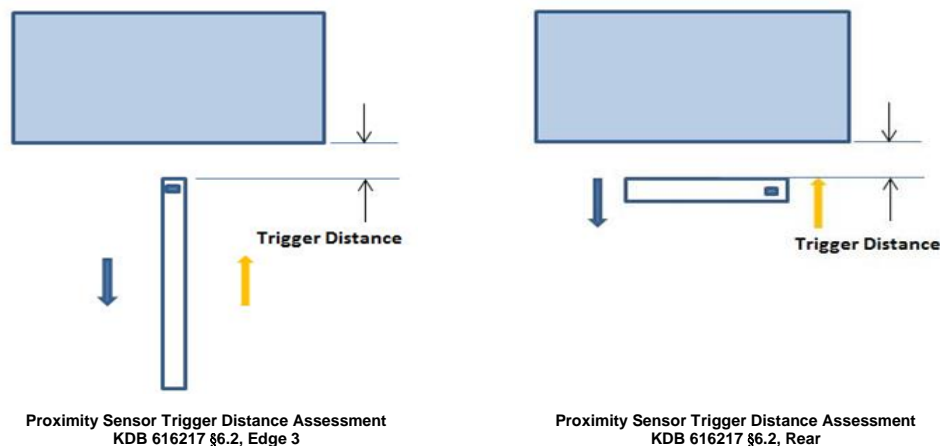 Trigger Distance
Trigger Distance
Proximity Sensor Trigger Distance Assessment
KDB 616217 §6.2, Edge 3
Proximity Sensor Trigger Distance Assessment
KDB 616217 §6.2, Rear